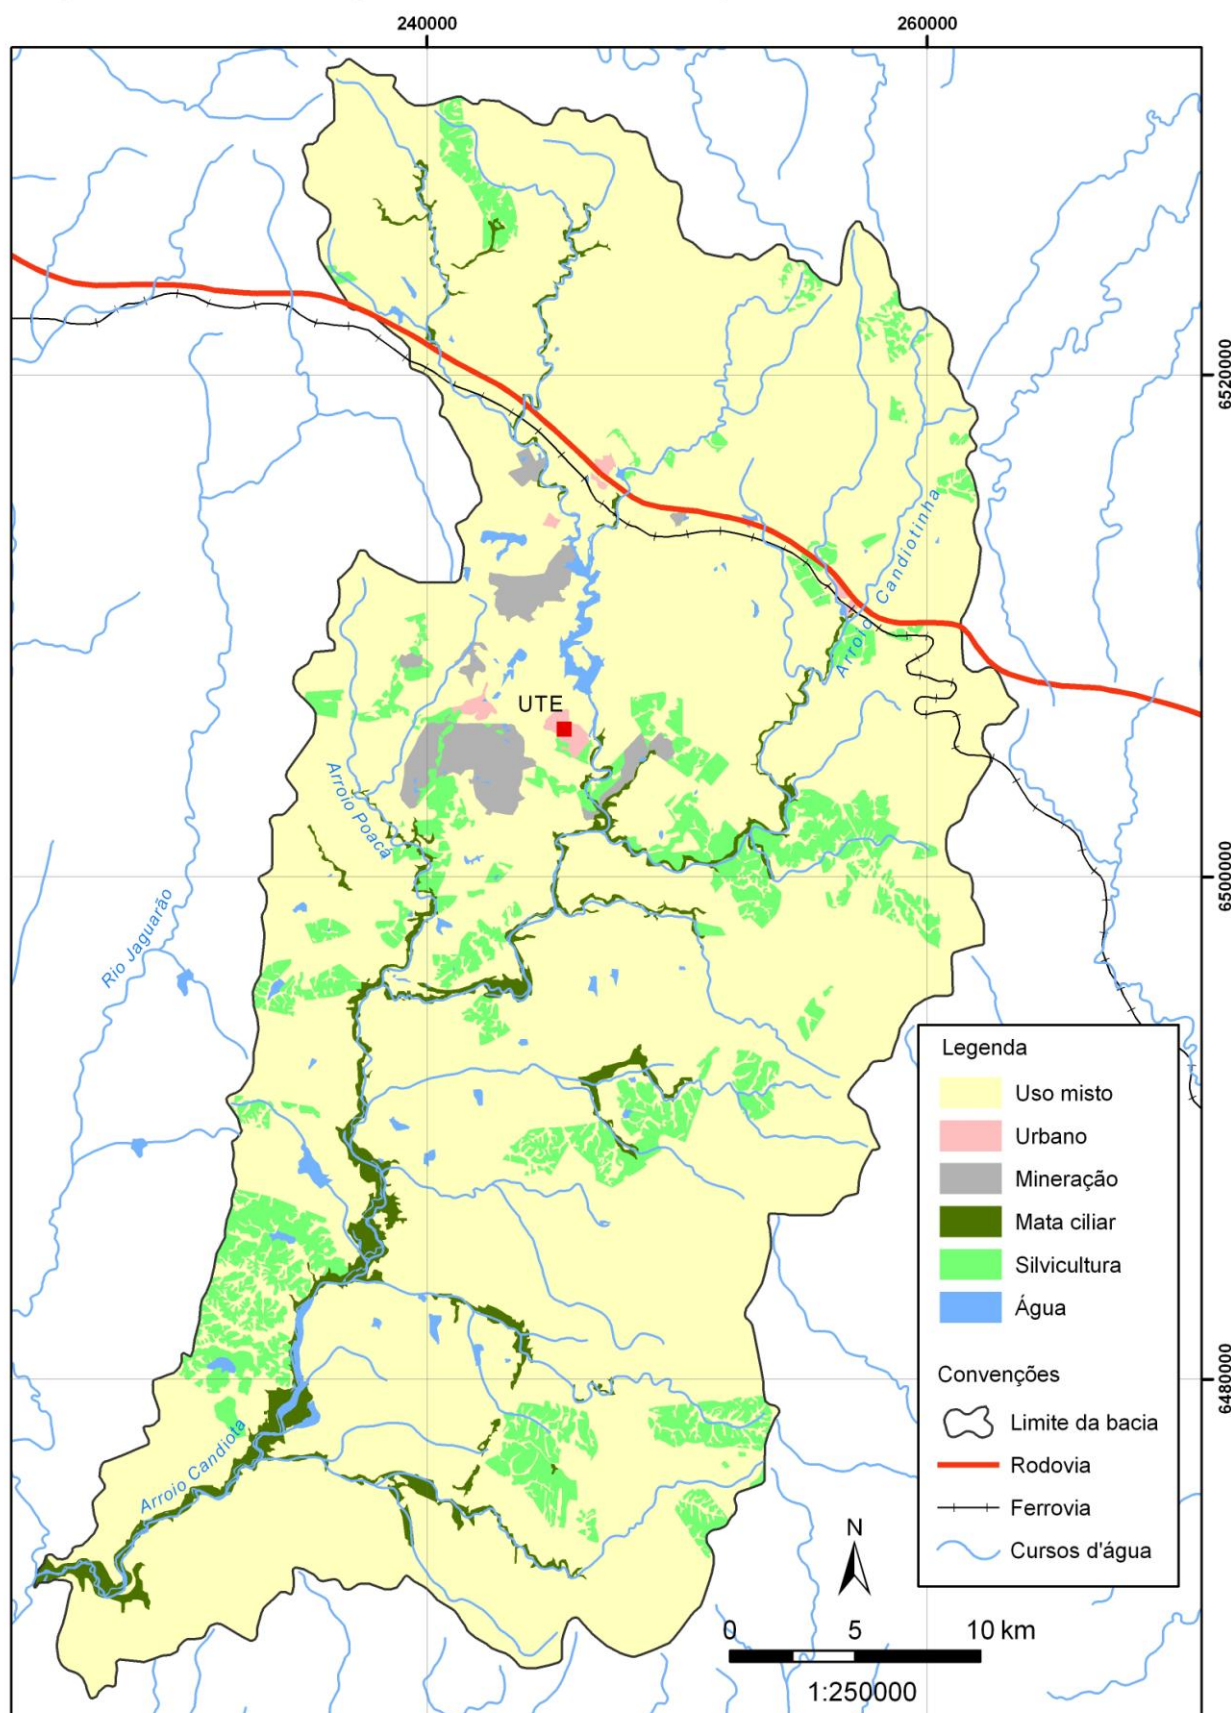 240000
260000
6520000
Arroio Candiotinha
UTE
Arroio Poacá
6500000
Rio Jaguarão
Legenda
Uso misto
Urbano
Mineração
Mata ciliar
Silvicultura
Água
Convenções
Limite da bacia
Rodovia
Ferrovia
Cursos d'água
6480000
Arroio Candiota
N
0 5 10 km
1:250000